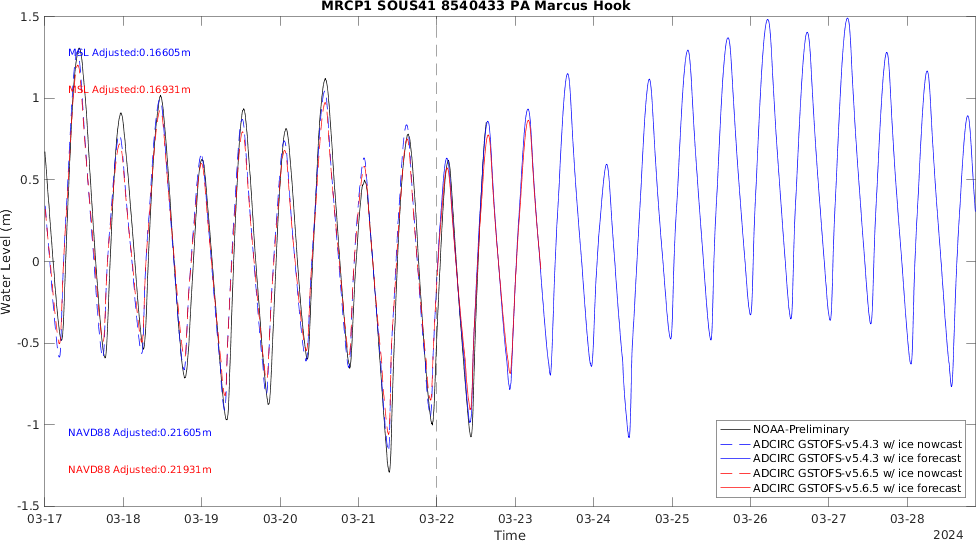 MRCP1 SOUS41 8540433 PA Marcus Hook
1.5
1
0.5
0
-0.5
-1
-1.5
Water Level (m)
MSL Adjusted:0.16605m
MSL Adjusted:0.16931m
NAVD88 Adjusted:0.21605m
NAVD88 Adjusted:0.21931m
NOAA-Preliminary
ADCIRC GSTOFS-v5.4.3 w/ ice nowcast
ADCIRC GSTOFS-v5.4.3 w/ ice forecast
ADCIRC GSTOFS-v5.6.5 w/ ice nowcast
ADCIRC GSTOFS-v5.6.5 w/ ice forecast
03-17 03-18 03-19 03-20 03-21 03-22 03-23 03-24 03-25 03-26 03-27 03-28
Time
2024